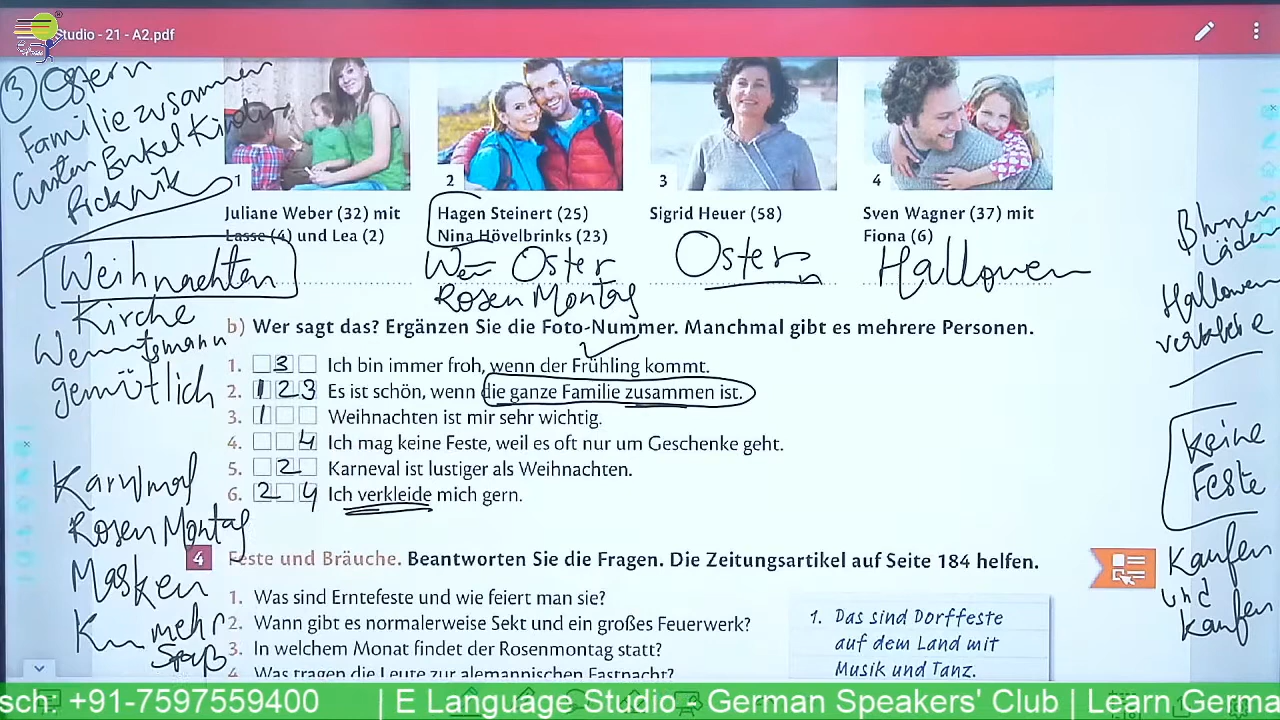 Studio - 21 - A2.pdf
3 Ostern
Familie zusammen
Garten Enkel Kinder
Picknik
1
Juliane Weber (32) mit
Lasse (4) und Lea (2)
2
Hagen Steinert (25)
Nina Hövelbrinks (23)
3
Sigrid Heuer (58)
4
Sven Wagner (37) mit
Fiona (6)
Weihnachten
Oster
Rosen Montag
Ostern
Hallowen
Kirche
gemütlich
Läden
Hallowen
verkleide
b) Wer sagt das? Ergänzen Sie die Foto-Nummer. Manchmal gibt es mehrere Personen.
1. 3 Ich bin immer froh, wenn der Frühling kommt.
2. 1 2 3 Es ist schön, wenn die ganze Familie zusammen ist.
3. 1 Weihnachten ist mir sehr wichtig.
4. 4 Ich mag keine Feste, weil es oft nur um Geschenke geht.
5. 2 Karneval ist lustiger als Weihnachten.
6. 2 4 Ich verkleide mich gern.
Keine
Feste
Kaufen
und
kaufen
Rosen Montag
Masken
mehr
Spaß
4 Feste und Bräuche. Beantworten Sie die Fragen. Die Zeitungsartikel auf Seite 184 helfen.
1. Was sind Erntefeste und wie feiert man sie?
2. Wann gibt es normalerweise Sekt und ein großes Feuerwerk?
3. In welchem Monat findet der Rosenmontag statt?
4. Was tragen die Leute zur alemannischen Fastnacht?
1. Das sind Dorffeste
auf dem Land mit
Musik und Tanz.
sch: +91-7597559400 | E Language Studio - German Speakers' Club | Learn Germa